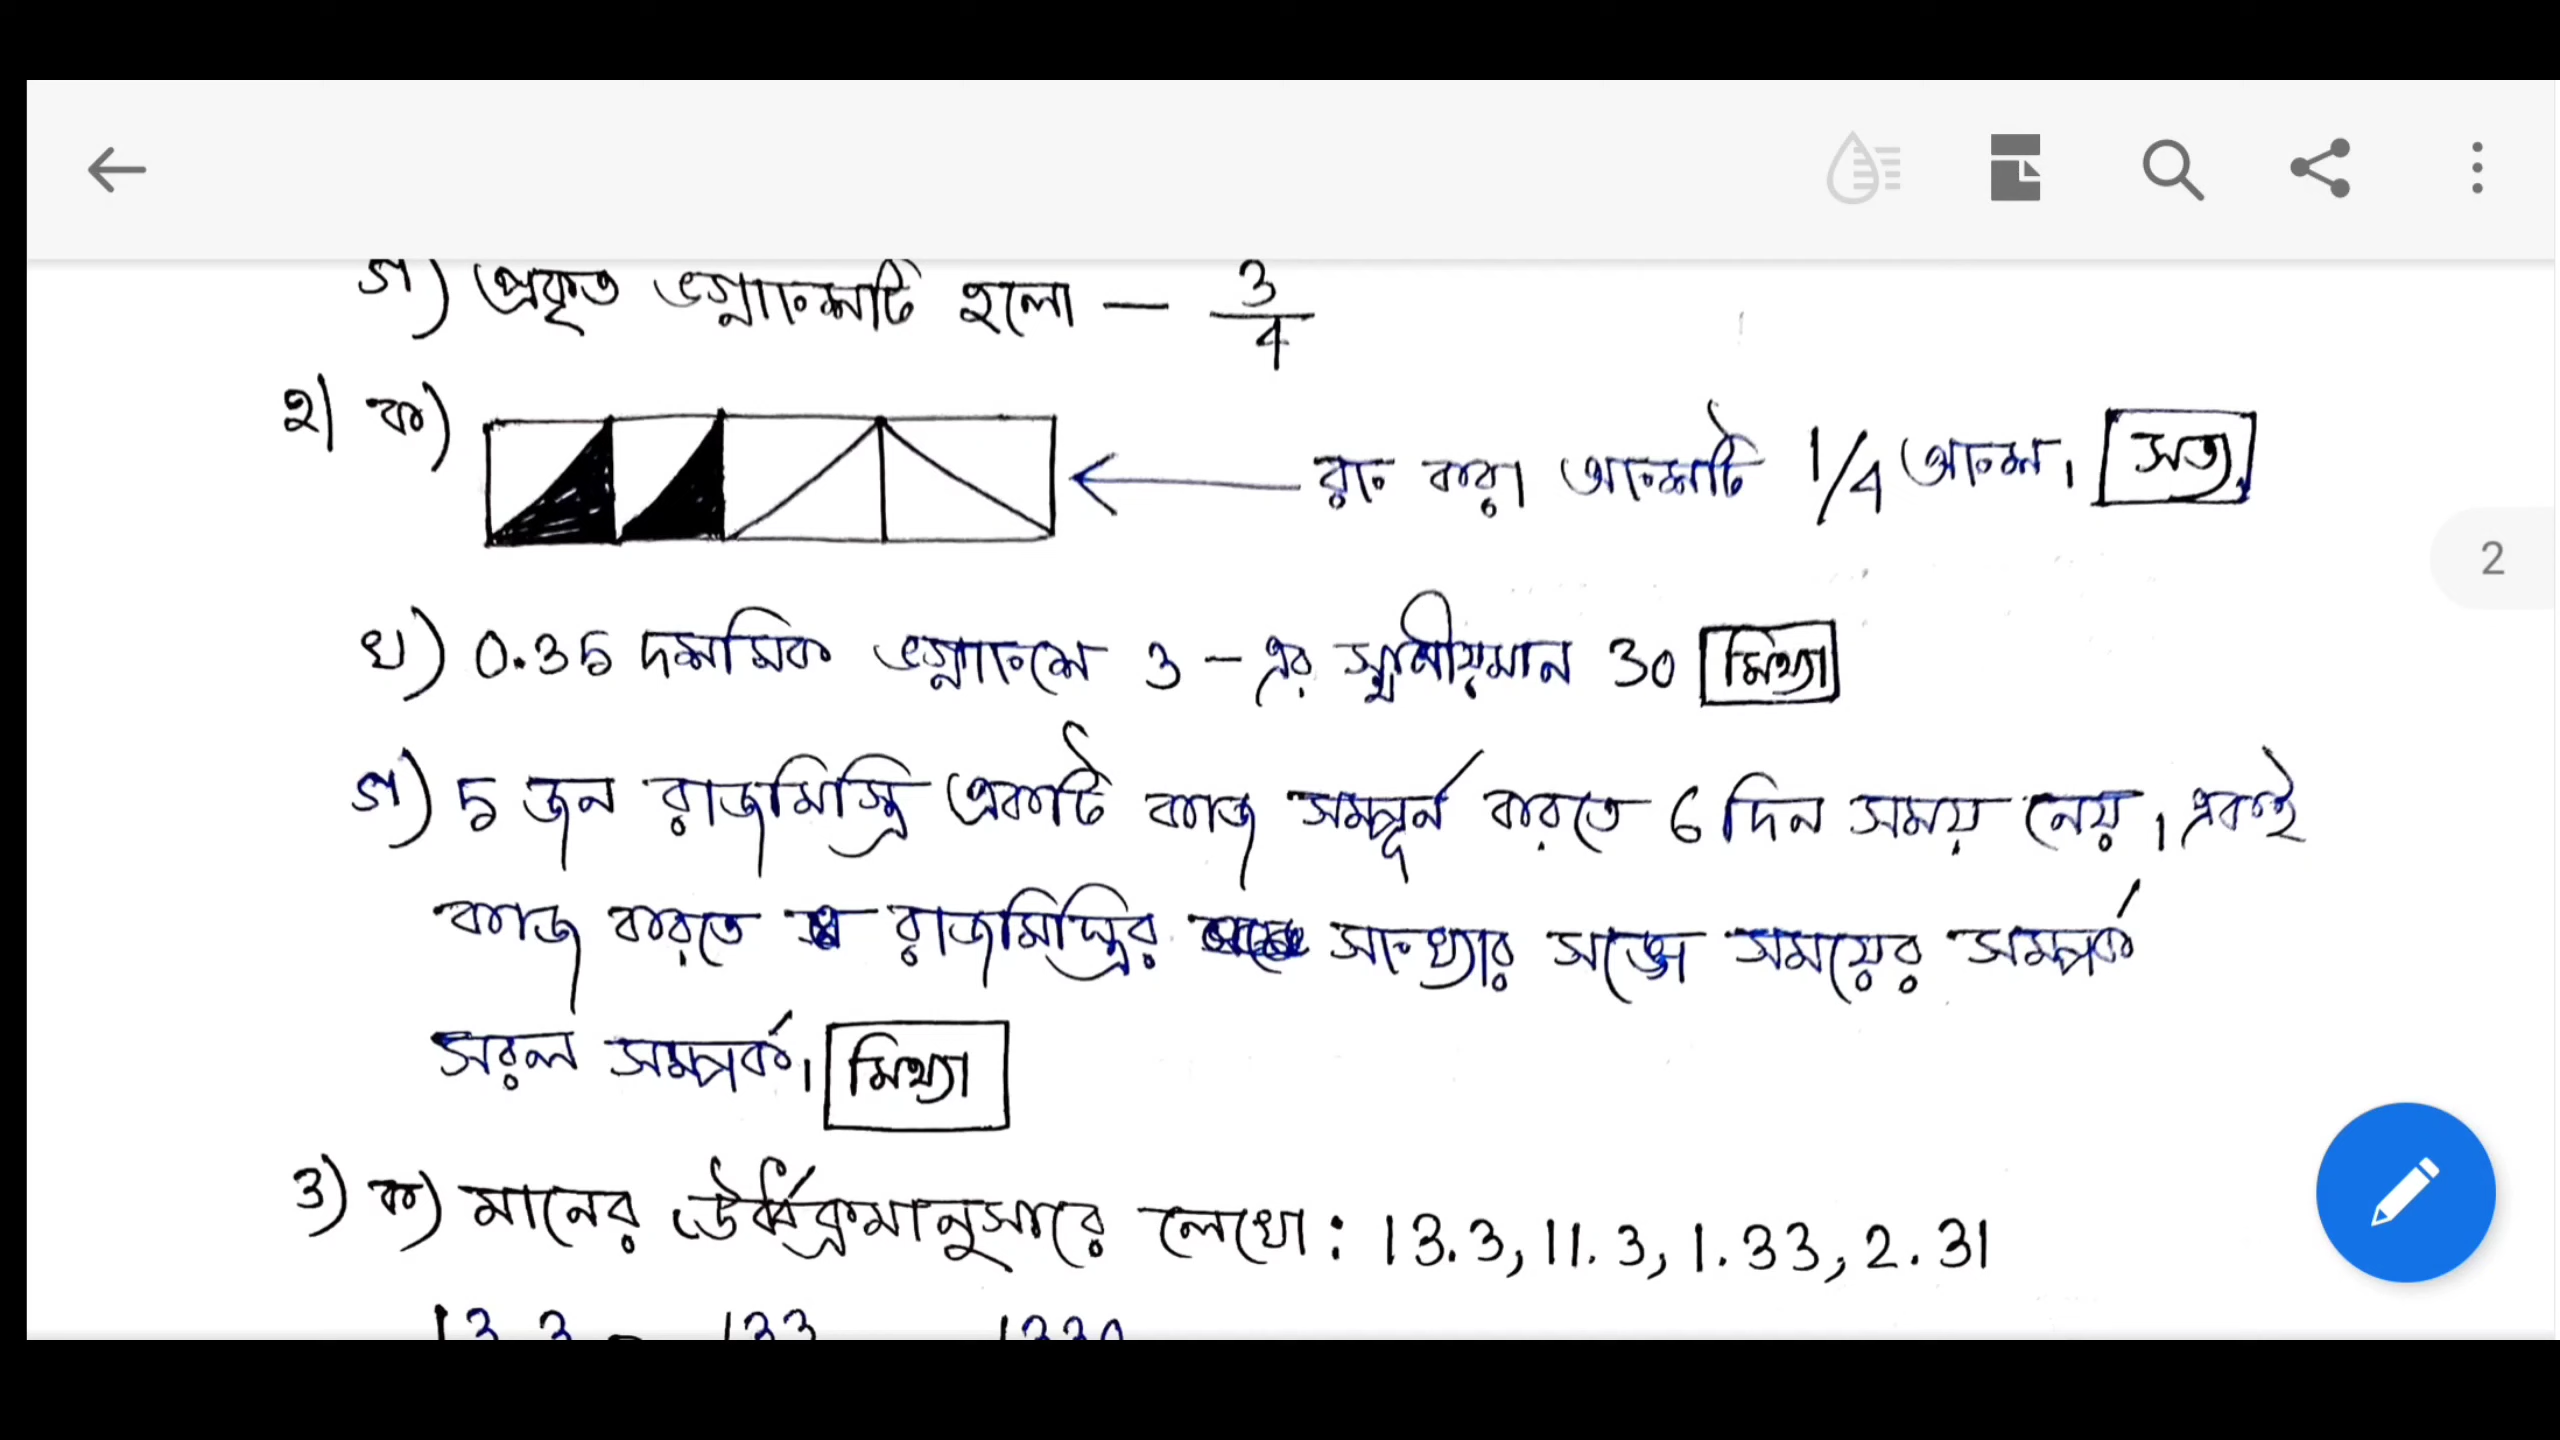 গ) প্রকৃত ভগ্নাংশটি হলো — 3/4
২) ক) রং করা অংশটি 1/4 অংশ। সত্য
খ) 0.35 দশমিক ভগ্নাংশে 3 - এর স্থানীয়মান 30 মিথ্যা
গ) 5 জন রাজমিস্ত্রি একটি কাজ সম্পূর্ন করতে 6 দিন সময় নেয়। একই
কাজ করতে রাজমিস্ত্রির সংখ্যার সঙ্গে সময়ের সম্পর্ক
সরল সম্পর্ক। মিথ্যা
2
3) ক) মানের ঊর্ধ্বক্রমানুসারে লেখো : 13.3, 11.3, 1.33, 2.31